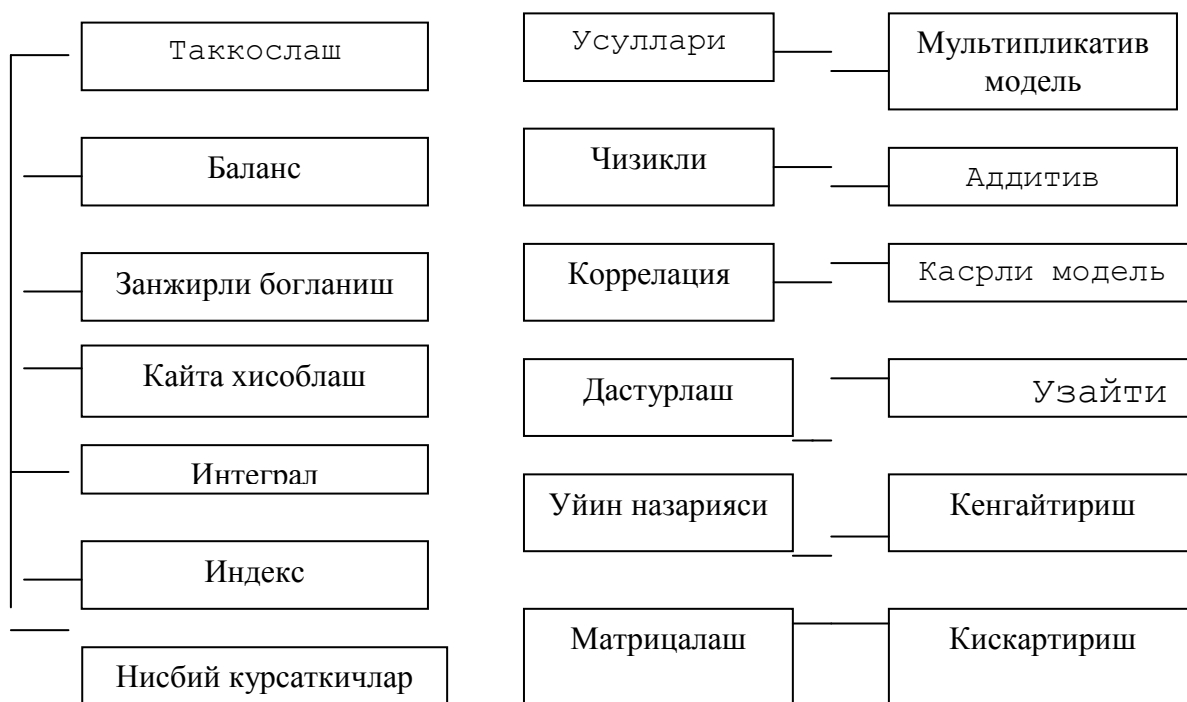 Таккослаш
Баланс
Занжирли богланиш
Кайта хисоблаш
Интеграл
Индекс
Нисбий курсаткичлар
Усуллари
Чизикли
Коррелация
Дастурлаш
Уйин назарияси
Матрицалаш
Мультипликатив
модель
Аддитив
Касрли модель
Узайти
Кенгайтириш
Кискартириш